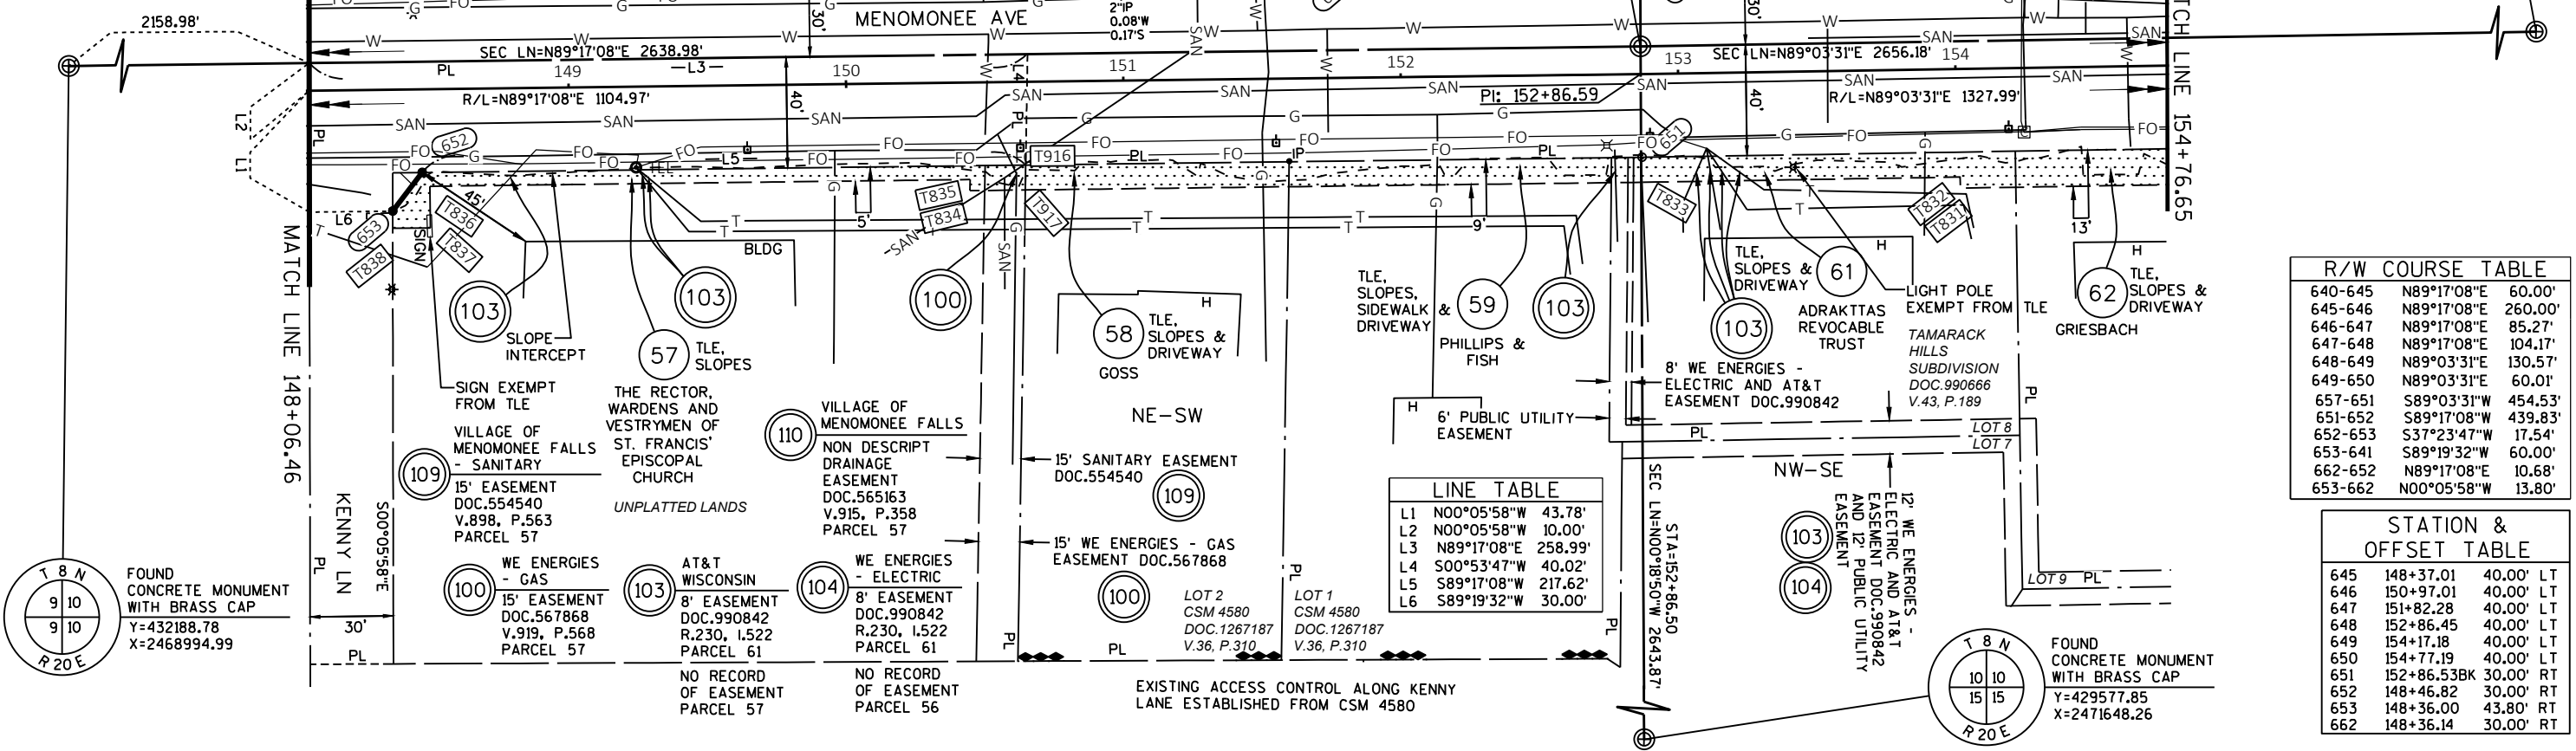 2158.98'
MENOMONEE AVE
2"IP
0.08'W
0.17'S
30'
30'
SEC LN=N89°17'08"E 2638.98'
SEC LN=N89°03'31"E 2656.18'
PL
149
L3
150
151
152
153
154
R/L=N89°17'08"E 1104.97'
PI: 152+86.59
R/L=N89°03'31"E 1327.99'
40'
40'
L4
L2
L1
L5
L6
FO
G
W
SAN
T
PL
IP
652
651
653
45'
SIGN
T836
T837
T838
T835
T834
T916
T917
T833
T832
T831
5'
9'
13'
BLDG
H
H
H
H
MATCH LINE 148+06.46
TCH LINE 154+76.65
103
SLOPE
INTERCEPT
103
57
TLE,
SLOPES
THE RECTOR,
WARDENS AND
VESTRYMEN OF
ST. FRANCIS'
EPISCOPAL
CHURCH
UNPLATTED LANDS
SIGN EXEMPT
FROM TLE
100
58
TLE,
SLOPES &
DRIVEWAY
GOSS
NE-SW
TLE,
SLOPES,
SIDEWALK &
DRIVEWAY
59
PHILLIPS &
FISH
103
TLE,
SLOPES &
DRIVEWAY
61
ADRAKTTAS
REVOCABLE
TRUST
103
LIGHT POLE
EXEMPT FROM TLE
TAMARACK
HILLS
SUBDIVISION
DOC.990666
V.43, P.189
62
TLE,
SLOPES &
DRIVEWAY
GRIESBACH
8' WE ENERGIES -
ELECTRIC AND AT&T
EASEMENT DOC.990842
6' PUBLIC UTILITY
EASEMENT
PL
LOT 8
LOT 7
NW-SE
109
VILLAGE OF
MENOMONEE FALLS
- SANITARY
15' EASEMENT
DOC.554540
V.898, P.563
PARCEL 57
110
VILLAGE OF
MENOMONEE FALLS
NON DESCRIPT
DRAINAGE
EASEMENT
DOC.565163
V.915, P.358
PARCEL 57
15' SANITARY EASEMENT
DOC.554540
109
15' WE ENERGIES - GAS
EASEMENT DOC.567868
100
100
WE ENERGIES
- GAS
15' EASEMENT
DOC.567868
V.919, P.568
PARCEL 57
103
AT&T
WISCONSIN
8' EASEMENT
DOC.990842
R.230, I.522
PARCEL 61
NO RECORD
OF EASEMENT
PARCEL 57
104
WE ENERGIES
- ELECTRIC
8' EASEMENT
DOC.990842
R.230, I.522
PARCEL 61
NO RECORD
OF EASEMENT
PARCEL 56
LOT 2
CSM 4580
DOC.1267187
V.36, P.310
LOT 1
CSM 4580
DOC.1267187
V.36, P.310
EXISTING ACCESS CONTROL ALONG KENNY
LANE ESTABLISHED FROM CSM 4580
KENNY LN
S00°05'58"E
30'
PL
T 8 N
9 10
9 10
R 20 E
FOUND
CONCRETE MONUMENT
WITH BRASS CAP
Y=432188.78
X=2468994.99
LINE TABLE
L1 N00°05'58"W 43.78'
L2 N00°05'58"W 10.00'
L3 N89°17'08"E 258.99'
L4 S00°53'47"W 40.02'
L5 S89°17'08"W 217.62'
L6 S89°19'32"W 30.00'
SEC LN=N00°18'50"W 2643.87'
STA=152+86.50
103
104
12' WE ENERGIES -
ELECTRIC AND AT&T
EASEMENT DOC.990842
AND 12' PUBLIC UTILITY
EASEMENT
LOT 9
PL
T 8 N
10 10
15 15
R 20 E
FOUND
CONCRETE MONUMENT
WITH BRASS CAP
Y=429577.85
X=2471648.26
R/W COURSE TABLE
640-645 N89°17'08"E 60.00'
645-646 N89°17'08"E 260.00'
646-647 N89°17'08"E 85.27'
647-648 N89°17'08"E 104.17'
648-649 N89°03'31"E 130.57'
649-650 N89°03'31"E 60.01'
657-651 S89°03'31"W 454.53'
651-652 S89°17'08"W 439.83'
652-653 S37°23'47"W 17.54'
653-641 S89°19'32"W 60.00'
662-652 N89°17'08"E 10.68'
653-662 N00°05'58"W 13.80'
STATION &
OFFSET TABLE
645 148+37.01 40.00' LT
646 150+97.01 40.00' LT
647 151+82.28 40.00' LT
648 152+86.45 40.00' LT
649 154+17.18 40.00' LT
650 154+77.19 40.00' LT
651 152+86.53BK 30.00' RT
652 148+46.82 30.00' RT
653 148+36.00 43.80' RT
662 148+36.14 30.00' RT